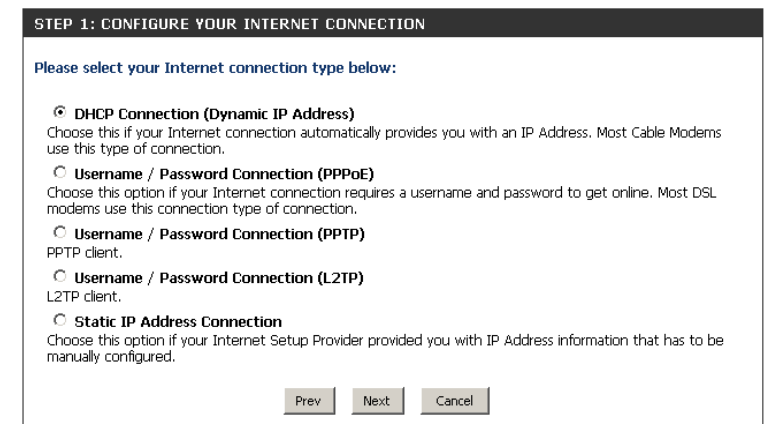 STEP 1: CONFIGURE YOUR INTERNET CONNECTION
Please select your Internet connection type below:
DHCP Connection (Dynamic IP Address)
Choose this if your Internet connection automatically provides you with an IP Address. Most Cable Modems
use this type of connection.
Username / Password Connection (PPPoE)
Choose this option if your Internet connection requires a username and password to get online. Most DSL
modems use this connection type of connection.
Username / Password Connection (PPTP)
PPTP client.
Username / Password Connection (L2TP)
L2TP client.
Static IP Address Connection
Choose this option if your Internet Setup Provider provided you with IP Address information that has to be
manually configured.
Prev Next Cancel